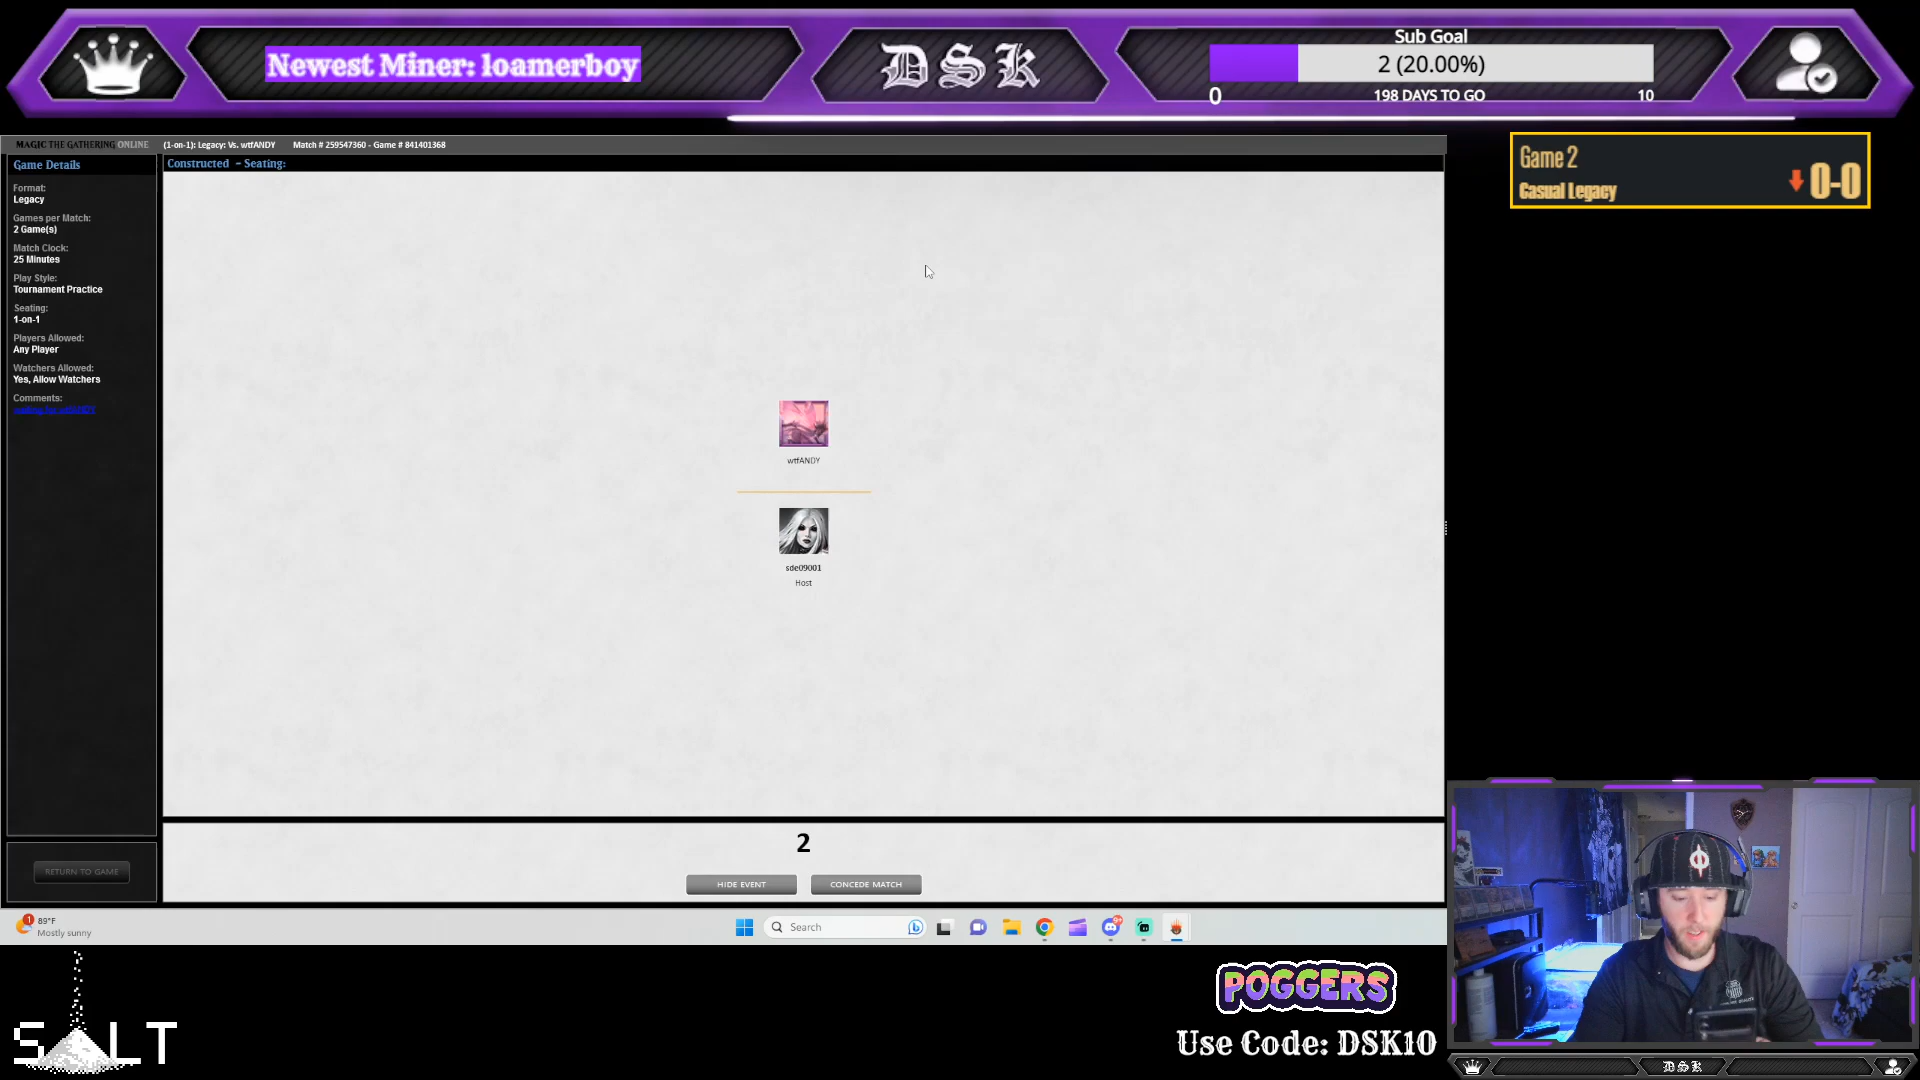 Newest Miner: loamerboy
DSK
Sub Goal
2 (20.00%)
0
198 DAYS TO GO
10
MAGIC THE GATHERING ONLINE
(1-on-1): Legacy: Vs. wtfANDY
Match # 259547360 - Game # 841401368
Game Details
Constructed - Seating:
Format:
Legacy
Games per Match:
2 Game(s)
Match Clock:
25 Minutes
Play Style:
Tournament Practice
Seating:
1-on-1
Players Allowed:
Any Player
Watchers Allowed:
Yes, Allow Watchers
Comments:
Game 2
Casual Legacy
0-0
wtfANDY
sde09001
Host
2
RETURN TO GAME
HIDE EVENT
CONCEDE MATCH
1
89°F
Mostly sunny
Search
SALT
POGGERS
Use Code: DSK10
DSK